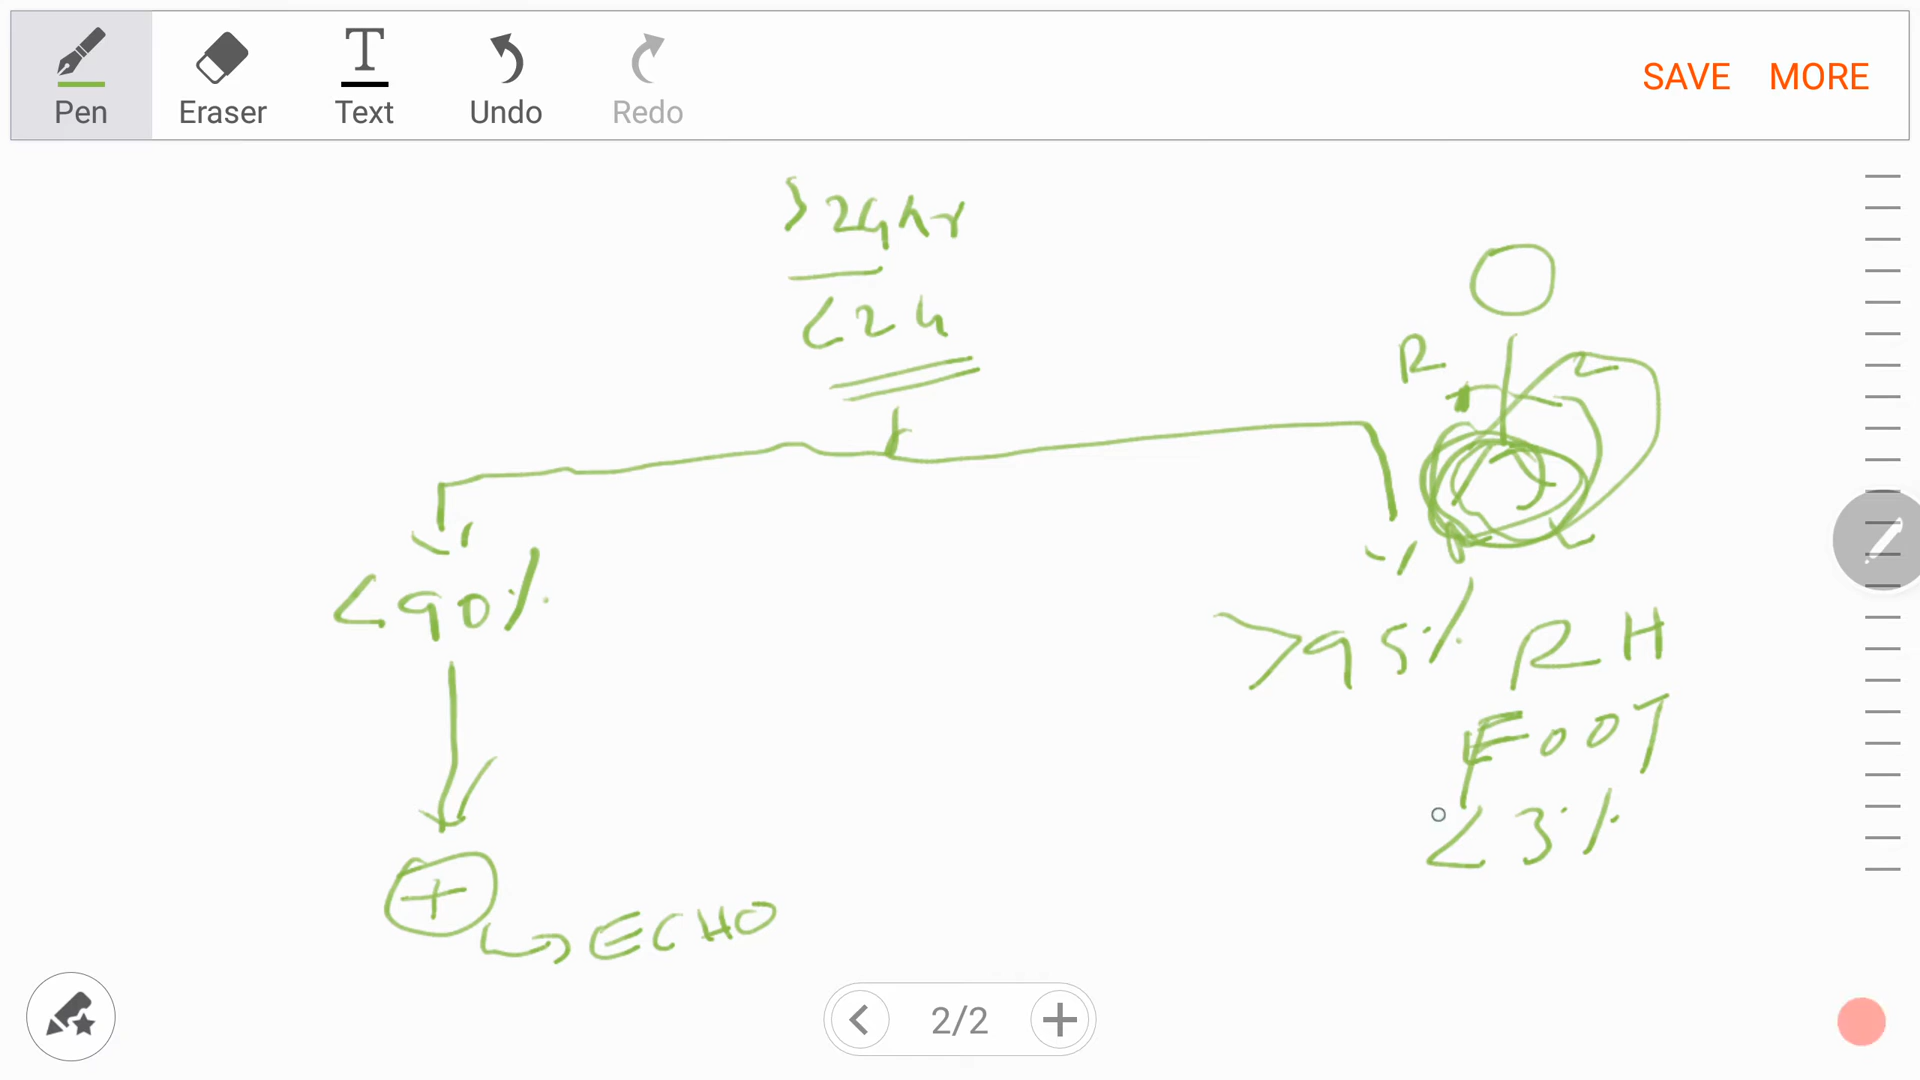 Pen
Eraser
Text
Undo
Redo
SAVE
MORE
>24hr
<24
R
L
<90%
>95%
RH
FOOT
<3%
+
ECHO
2/2